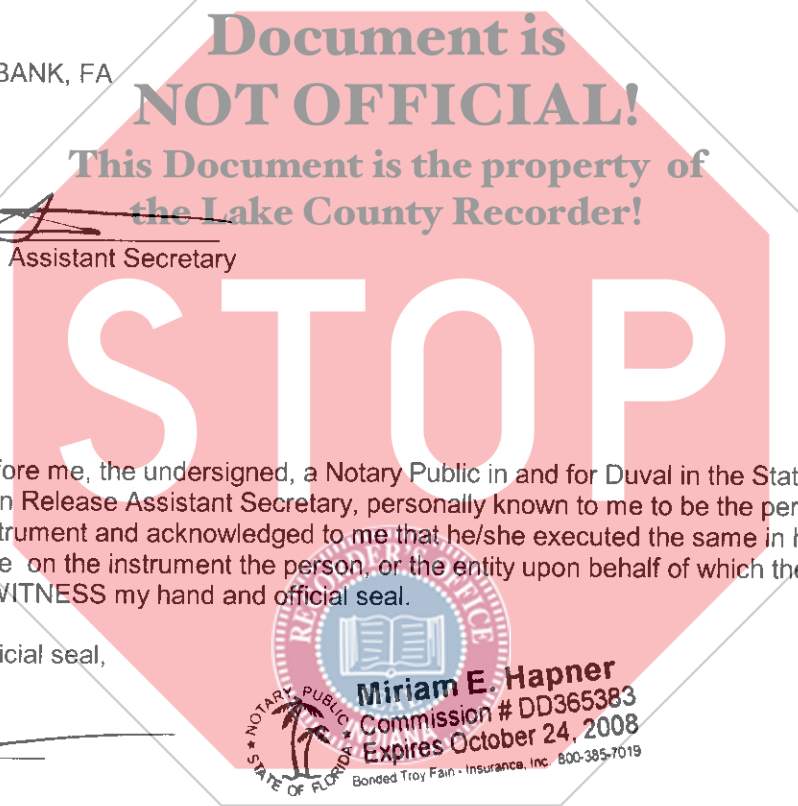 Document is
BANK, FA
NOT OFFICIAL!
This Document is the property of
the Lake County Recorder!
Assistant Secretary
STOP
fore me, the undersigned, a Notary Public in and for Duval in the Stat
n Release Assistant Secretary, personally known to me to be the per
trument and acknowledged to me that he/she executed the same in h
e on the instrument the person, or the entity upon behalf of which the
WITNESS my hand and official seal.
RECORDER'S OFFICE
icial seal,
NOTARY PUBLIC
STATE OF FLORIDA
Miriam E. Hapner
Commission # DD365383
Expires October 24, 2008
Bonded Troy Fain - Insurance, Inc. 800-385-7019
INDIANA